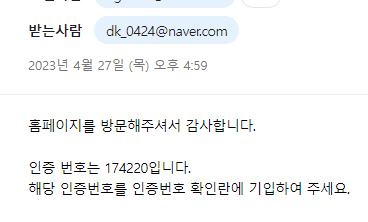 받는사람 dk_0424@naver.com
2023년 4월 27일 (목) 오후 4:59
홈페이지를 방문해주셔서 감사합니다.
인증 번호는 174220입니다.
해당 인증번호를 인증번호 확인란에 기입하여 주세요.